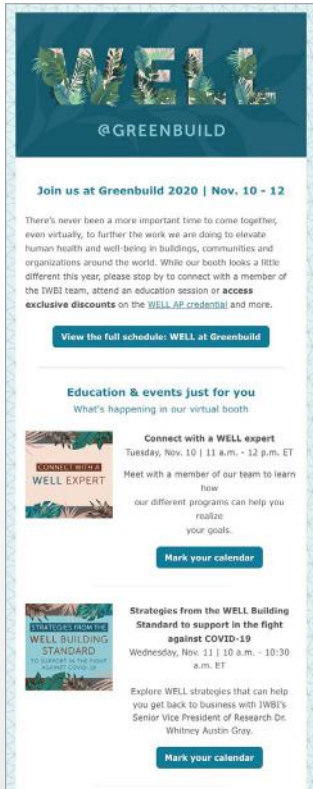 WELL
@GREENBUILD
Join us at Greenbuild 2020 | Nov. 10 - 12
There's never been a more important time to come together,
even virtually, to further the work we are doing to elevate
human health and well-being in buildings, communities and
organizations around the world. While our booth looks a little
different this year, please stop by to connect with a member of
the IWBI team, attend an education session or access
exclusive discounts on the WELL AP credential and more.
View the full schedule: WELL at Greenbuild
Education & events just for you
What's happening in our virtual booth
CONNECT WITH A
WELL EXPERT
Connect with a WELL expert
Tuesday, Nov. 10 | 11 a.m. - 12 p.m. ET
Meet with a member of our team to learn
how
our different programs can help you
realize
your goals.
Mark your calendar
STRATEGIES FROM THE
WELL BUILDING
STANDARD
TO SUPPORT IN THE FIGHT
AGAINST COVID-19
Strategies from the WELL Building
Standard to support in the fight
against COVID-19
Wednesday, Nov. 11 | 10 a.m. - 10:30
a.m. ET
Explore WELL strategies that can help
you get back to business with IWBI's
Senior Vice President of Research Dr.
Whitney Austin Gray.
Mark your calendar